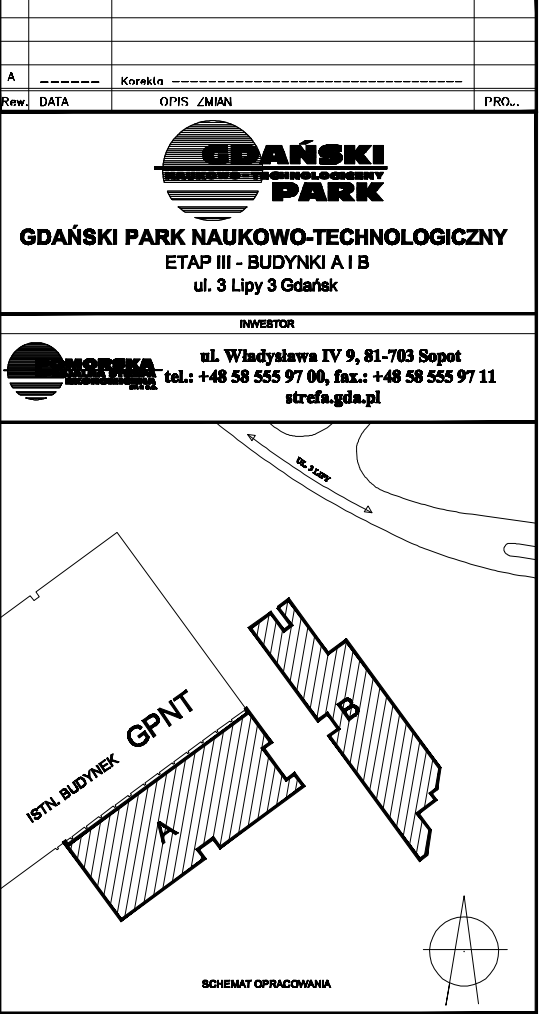 A ------ Korekta --------------------------------
Rew. DATA OPIS ZMIAN
GDAŃSKI
NAUKOWO-TECHNOLOGICZNY
PARK
GDAŃSKI PARK NAUKOWO-TECHNOLOGICZNY
ETAP III - BUDYNKI A I B
ul. 3 Lipy 3 Gdańsk
INWESTOR
ul. Władysława IV 9, 81-703 Sopot
tel.: +48 58 555 97 00, fax.: +48 58 555 97 11
strefa.gda.pl
UL. 3 LIPY
B
GPNT
ISTN. BUDYNEK
A
SCHEMAT OPRACOWANIA